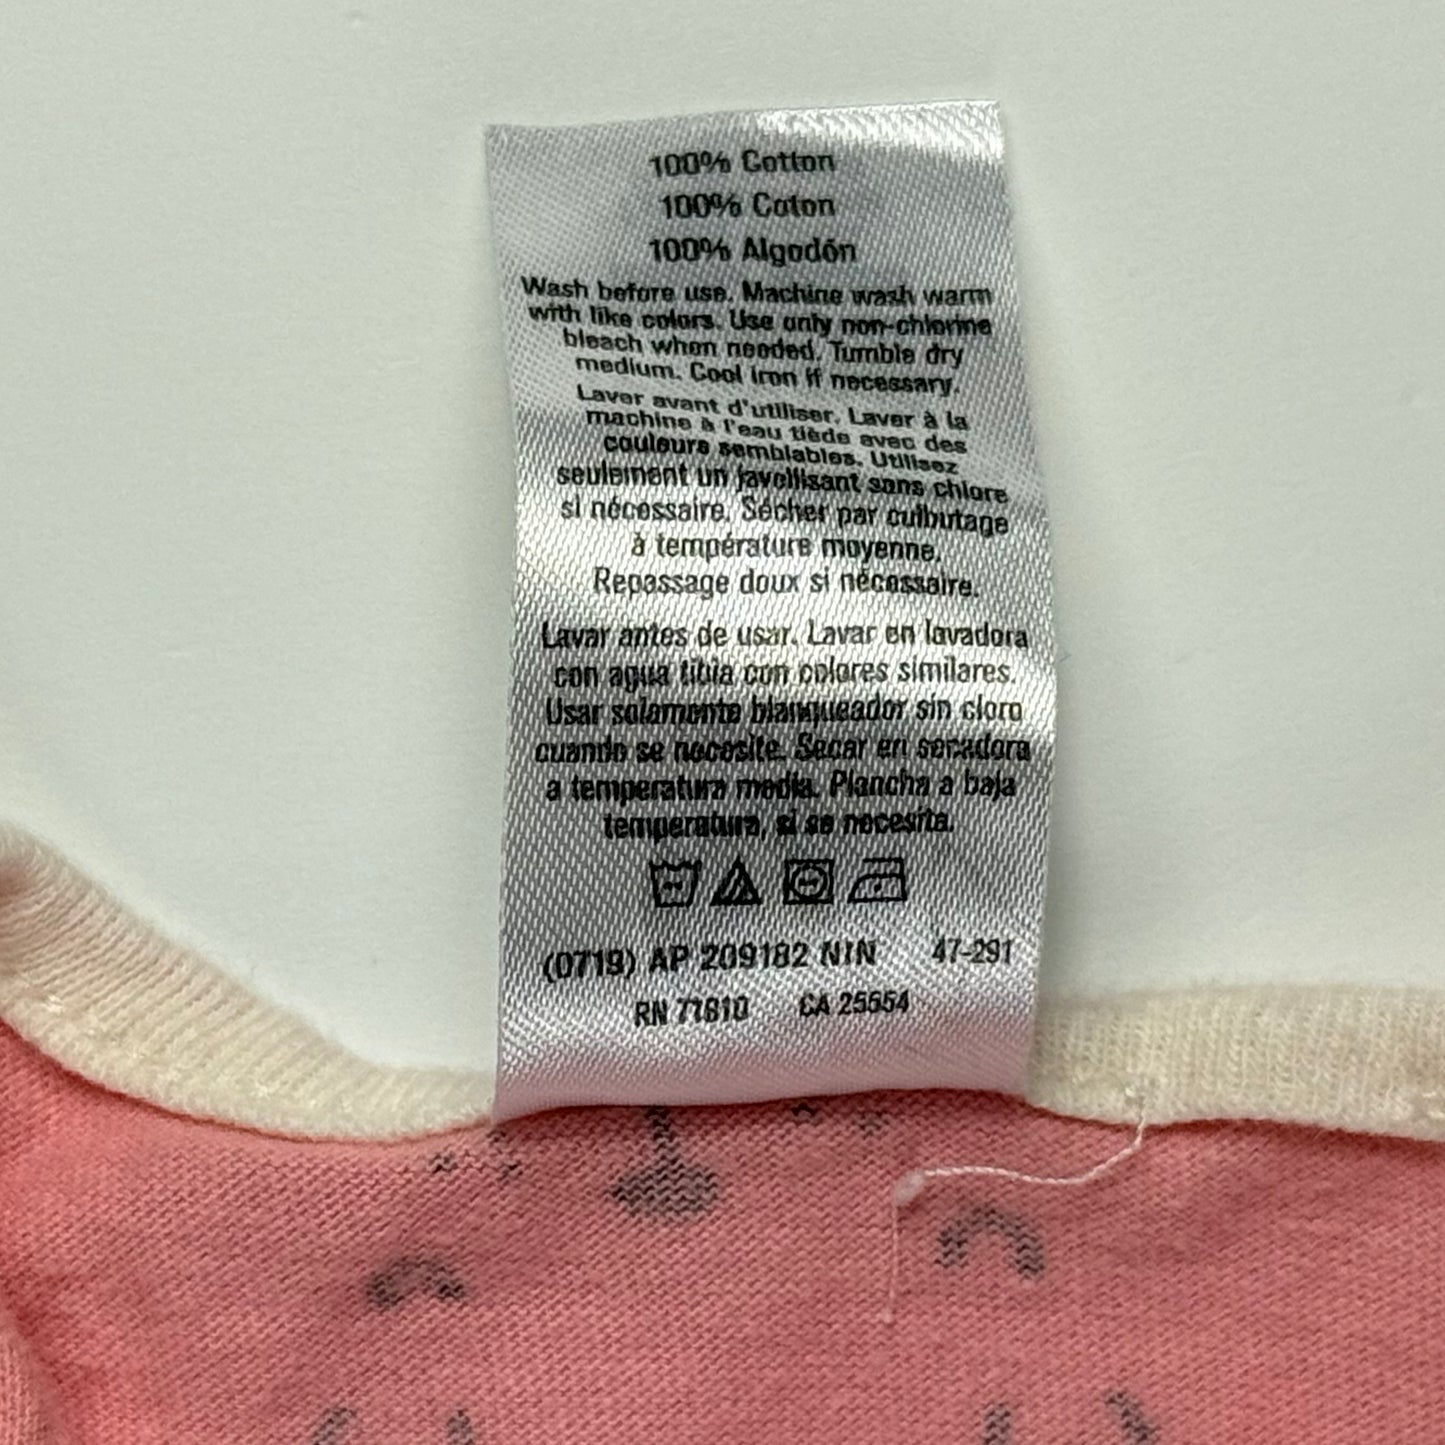 100% Cotton
100% Coton
100% Algodón
Wash before use. Machine wash warm
with like colors. Use only non-chlorine
bleach when needed. Tumble dry
medium. Cool iron if necessary.
Laver avant d'utiliser. Laver à la
machine à l'eau tiède avec des
couleurs semblables. Utilisez
seulement un javellisant sans chlore
si nécessaire. Sécher par culbutage
à température moyenne.
Repassage doux si nécessaire.
Lavar antes de usar. Lavar en lavadora
con agua tibia con colores similares.
Usar solamente blanqueador sin cloro
cuando se necesite. Secar en secadora
a temperatura media. Plancha a baja
temperatura, si se necesita.
(0719) AP 209182 NIN 47-291
RN 77810 CA 25554